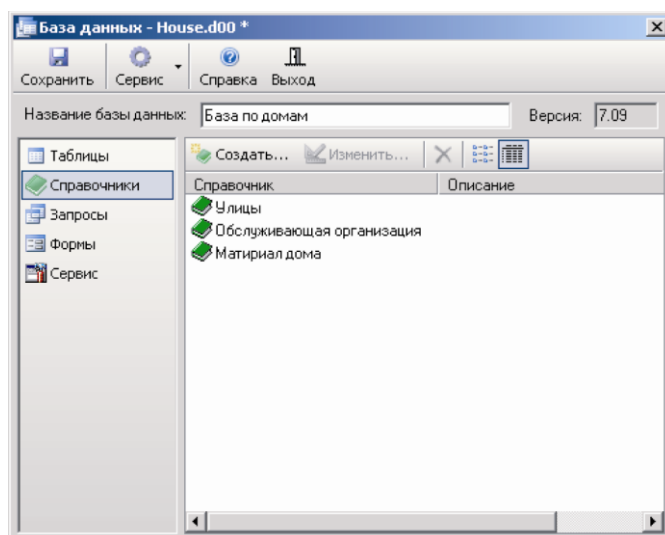 База данных - House.d00 *
Сохранить Сервис Справка Выход
Название базы данных: База по домам Версия: 7.09
Таблицы
Справочники
Запросы
Формы
Сервис
Создать... Изменить...
Справочник Описание
Улицы
Обслуживающая организация
Матириал дома